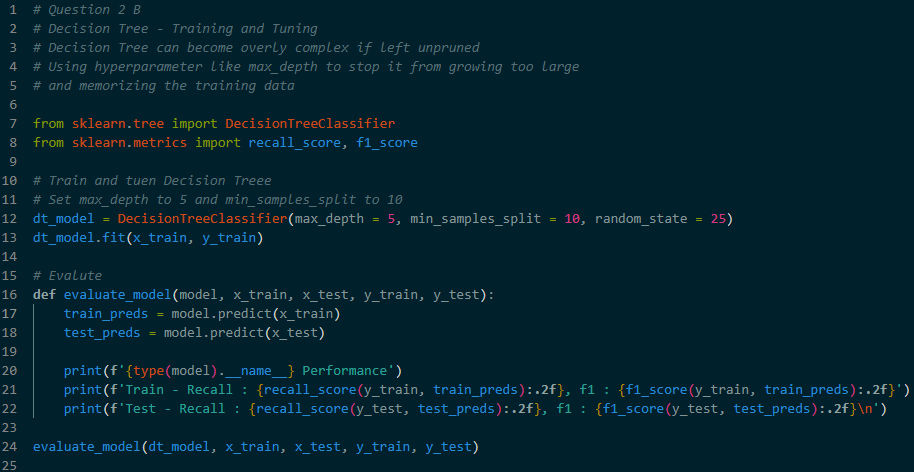 1 # Question 2 B
2 # Decision Tree - Training and Tuning
3 # Decision Tree can become overly complex if left unpruned
4 # Using hyperparameter like max_depth to stop it from growing too large
5 # and memorizing the training data
6
7 from sklearn.tree import DecisionTreeClassifier
8 from sklearn.metrics import recall_score, f1_score
9
10 # Train and tuen Decision Treee
11 # Set max_depth to 5 and min_samples_split to 10
12 dt_model = DecisionTreeClassifier(max_depth = 5, min_samples_split = 10, random_state = 25)
13 dt_model.fit(x_train, y_train)
14
15 # Evalute
16 def evaluate_model(model, x_train, x_test, y_train, y_test):
17     train_preds = model.predict(x_train)
18     test_preds = model.predict(x_test)
19
20     print(f'{type(model).__name__} Performance')
21     print(f'Train - Recall : {recall_score(y_train, train_preds):.2f}, f1 : {f1_score(y_train, train_preds):.2f}')
22     print(f'Test - Recall : {recall_score(y_test, test_preds):.2f}, f1 : {f1_score(y_test, test_preds):.2f}\n')
23
24 evaluate_model(dt_model, x_train, x_test, y_train, y_test)
25